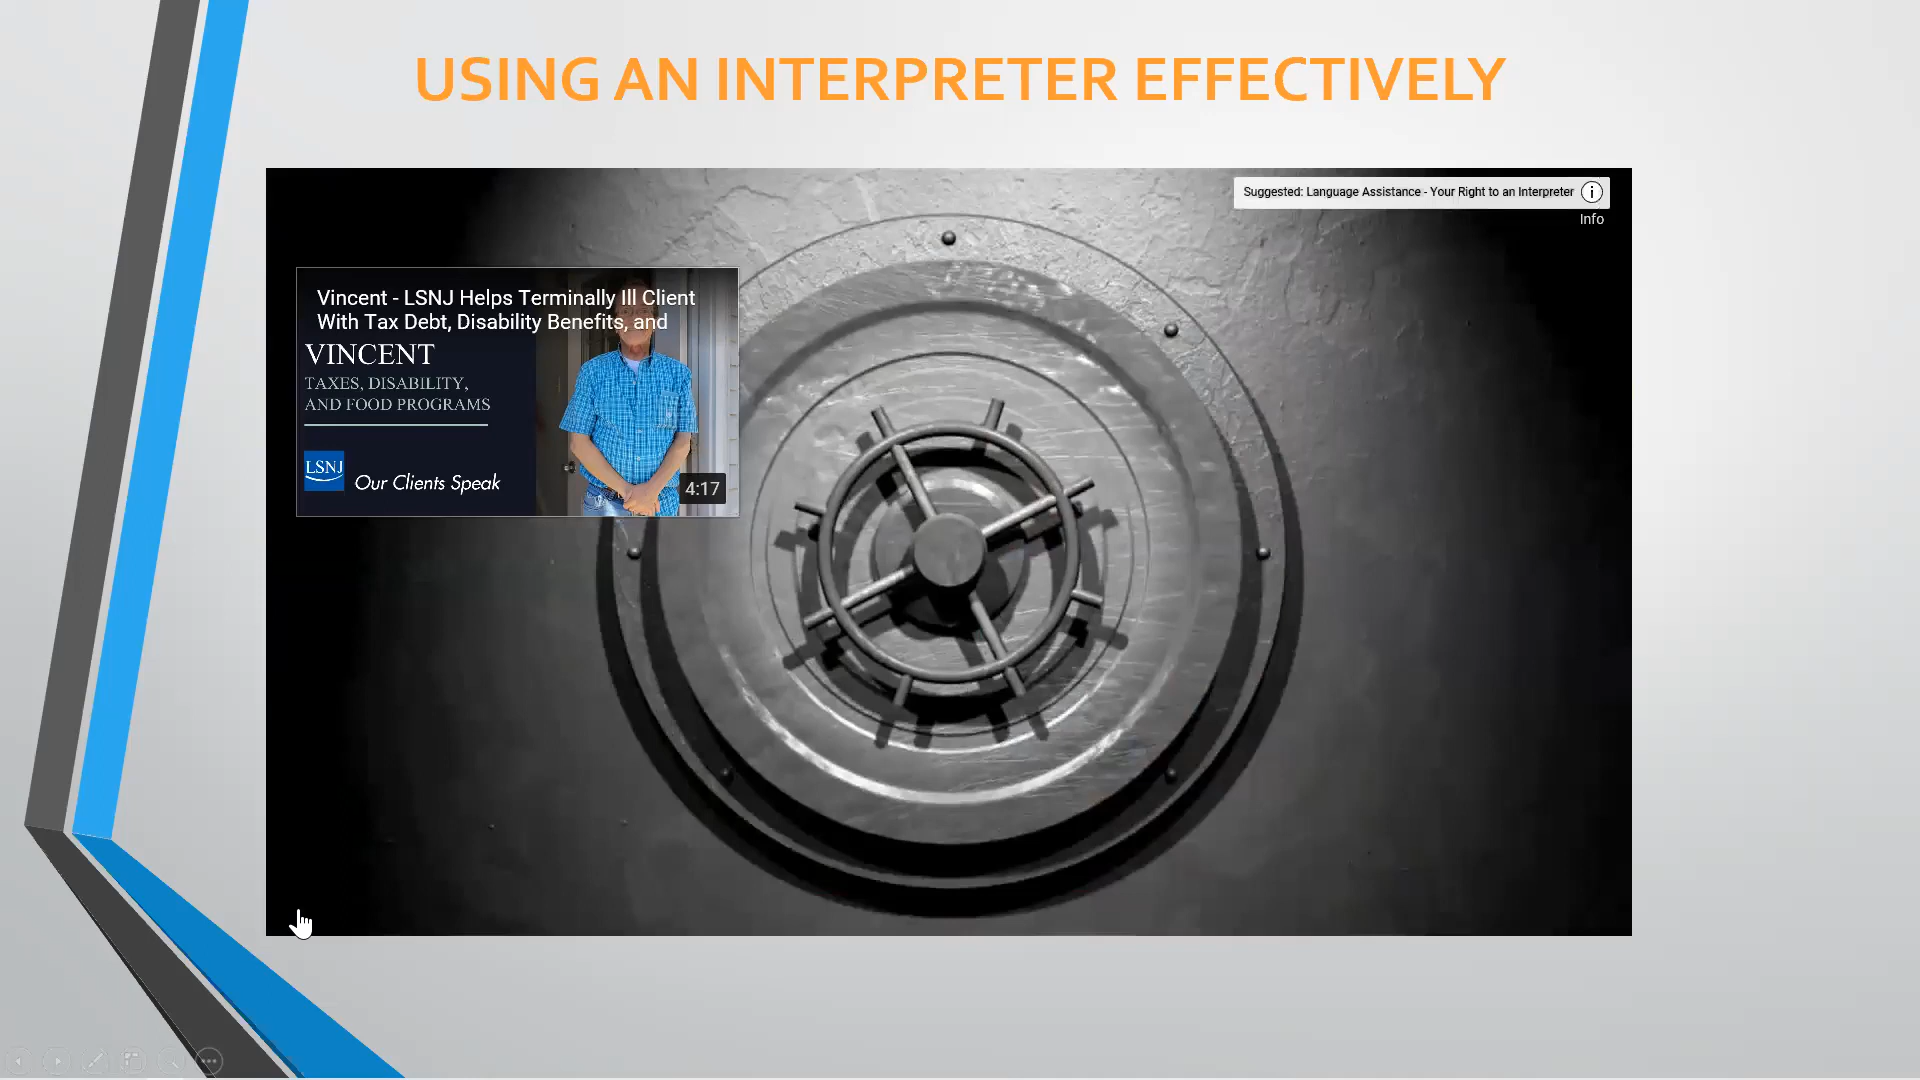 USING AN INTERPRETER EFFECTIVELY
Suggested: Language Assistance - Your Right to an Interpreter
Info
Vincent - LSNJ Helps Terminally Ill Client
With Tax Debt, Disability Benefits, and
VINCENT
TAXES, DISABILITY,
AND FOOD PROGRAMS
LSNJ
Our Clients Speak
4:17